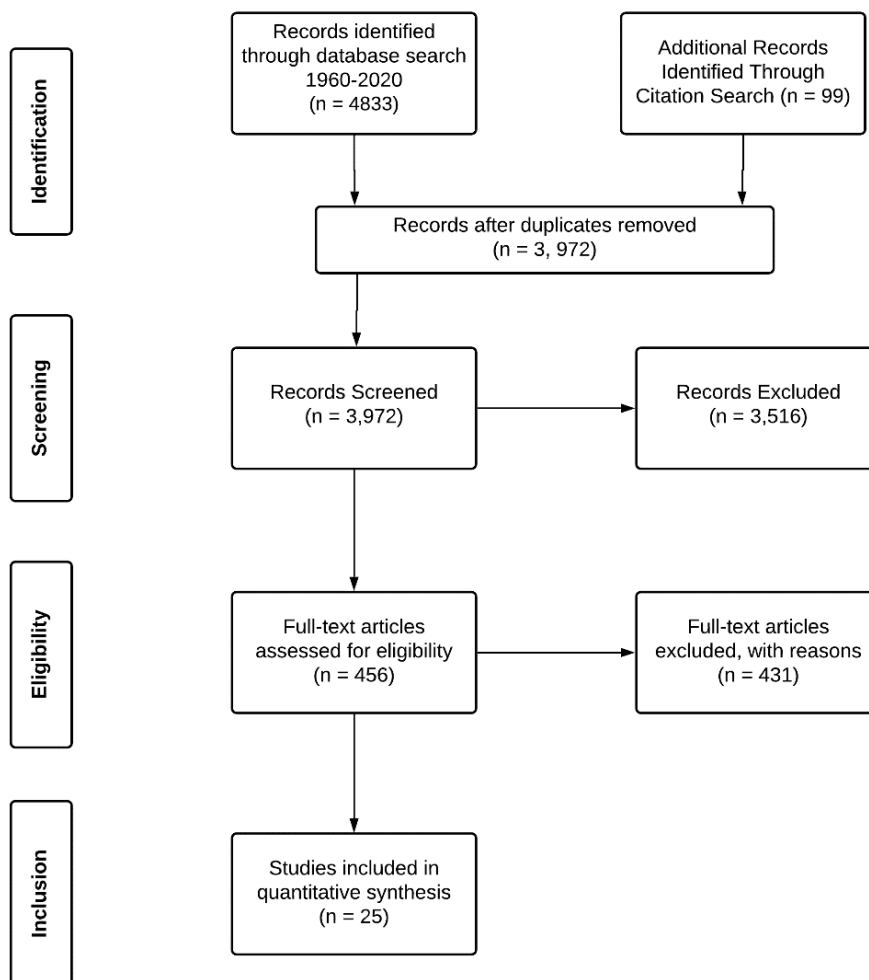 Identification
Records identified
through database search
1960-2020
(n = 4833)
Additional Records
Identified Through
Citation Search (n = 99)
Records after duplicates removed
(n = 3, 972)
Screening
Records Screened
(n = 3,972)
Records Excluded
(n = 3,516)
Eligibility
Full-text articles
assessed for eligibility
(n = 456)
Full-text articles
excluded, with reasons
(n = 431)
Inclusion
Studies included in
quantitative synthesis
(n = 25)